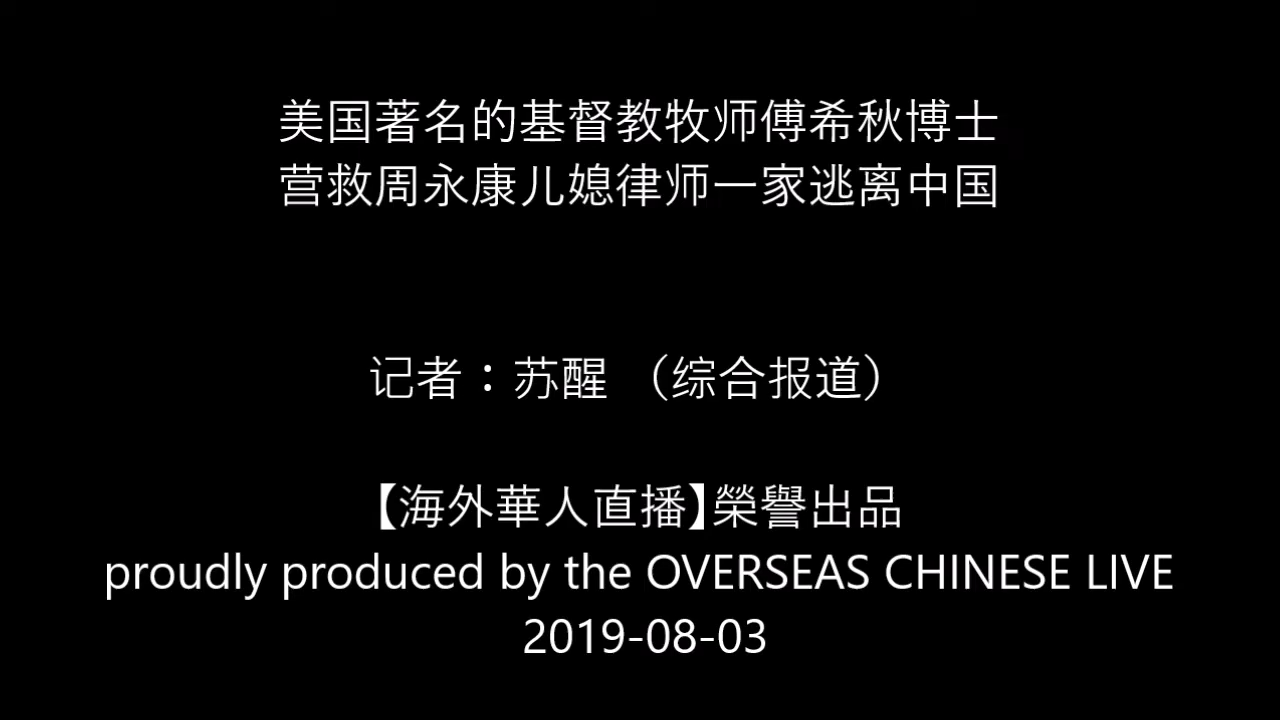 美国著名的基督教牧师傅希秋博士
营救周永康儿媳律师一家逃离中国
记者：苏醒 （综合报道）
【海外華人直播】榮譽出品
proudly produced by the OVERSEAS CHINESE LIVE
2019-08-03